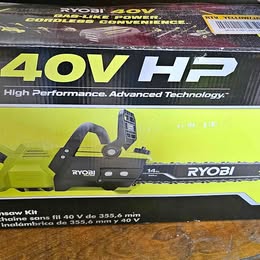 RYOBI 40V
GAS-LIKE POWER.
CORDLESS CONVENIENCE.
40V HP
High Performance. Advanced Technology.
RYOBI
14 in.
RYOBI
nsaw Kit
chaîne sans fil 40 V de 355,6 mm
inalámbrica de 355,6 mm y 40 V